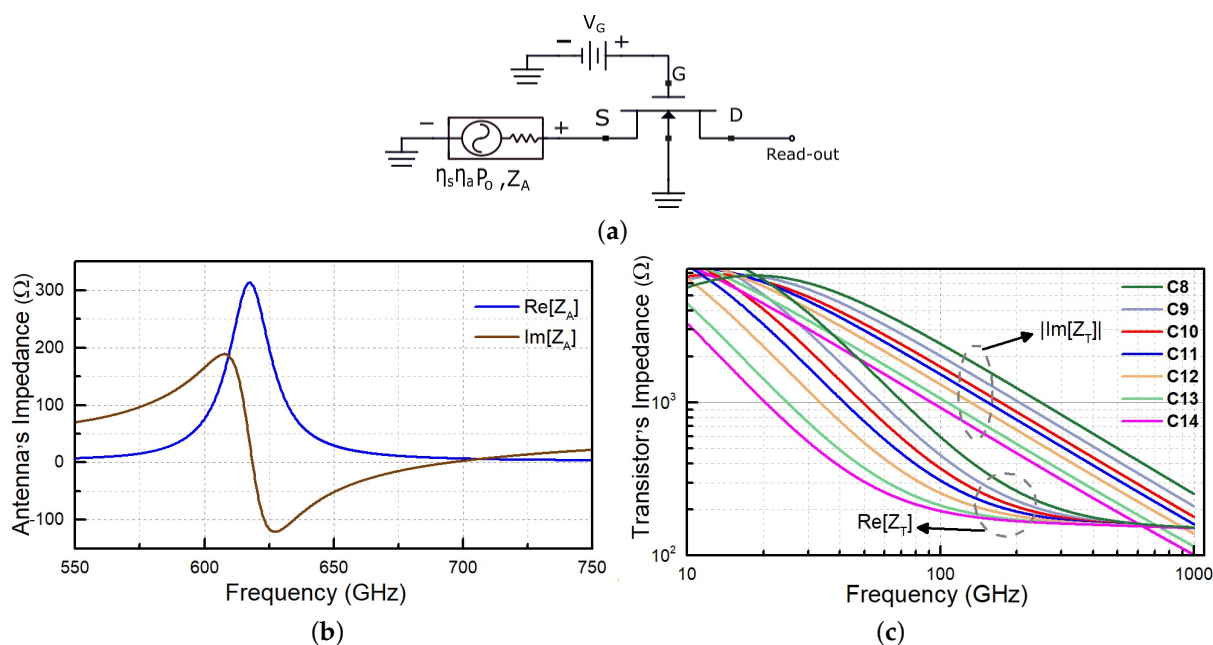 V_G
− +
G
− + S D
Read-out
η_sη_aP_0 , Z_A
(a)
Antenna's Impedance (Ω)
300
200
100
0
-100
550 600 650 700 750
Frequency (GHz)
Re[Z_A]
Im[Z_A]
(b)
Transistor's Impedance (Ω)
10^3
10^2
10 100 1000
Frequency (GHz)
|Im[Z_T]|
Re[Z_T]
C8
C9
C10
C11
C12
C13
C14
(c)